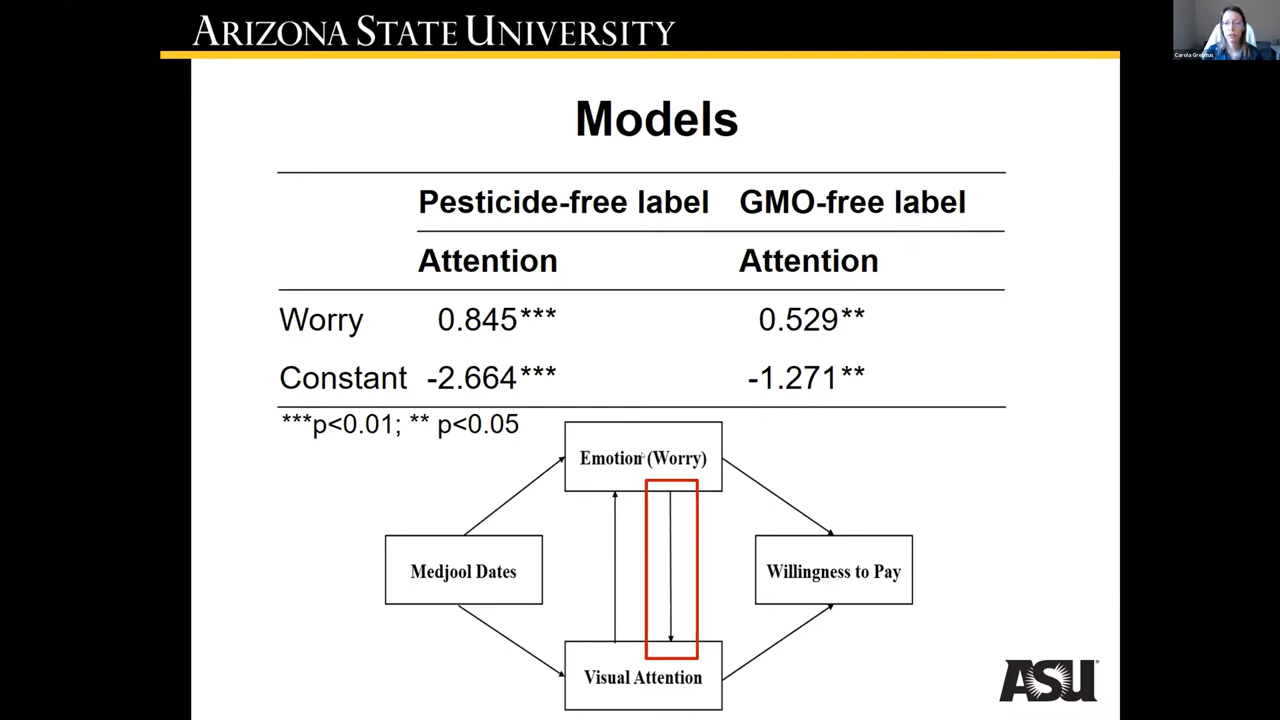 ARIZONA STATE UNIVERSITY
Models
Pesticide-free label GMO-free label
Attention Attention
Worry 0.845*** 0.529**
Constant -2.664*** -1.271**
***p<0.01; ** p<0.05
Emotion (Worry)
Medjool Dates
Willingness to Pay
Visual Attention
ASU